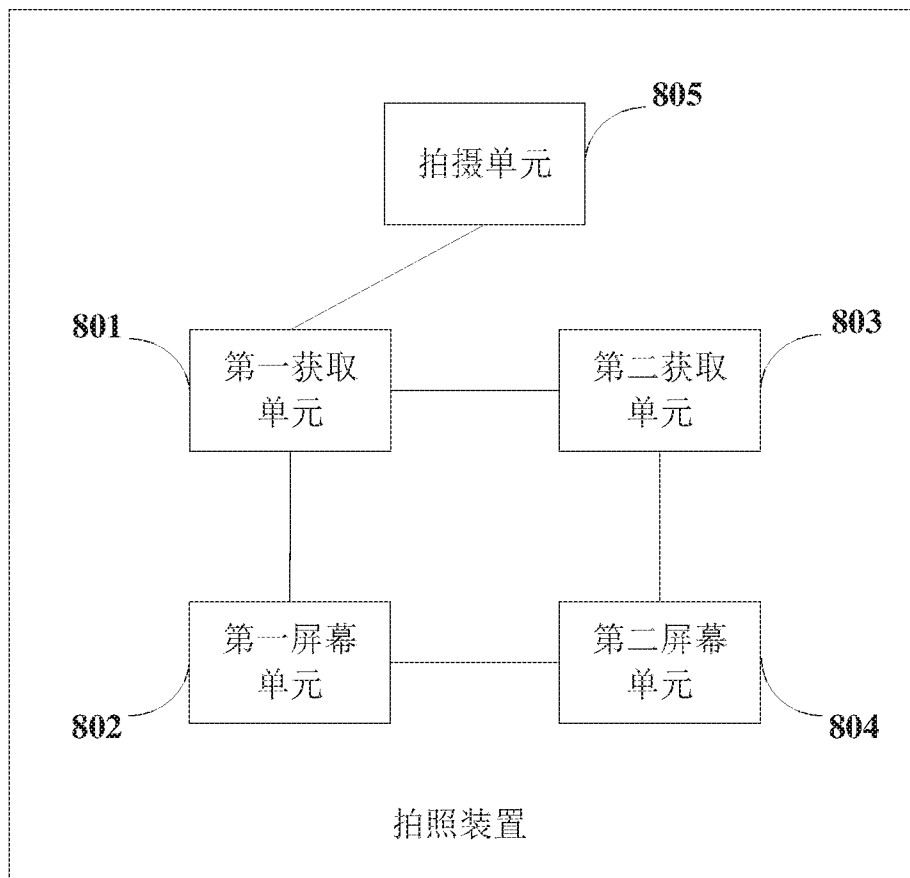 805
拍摄单元
801
803
第一获取
单元
第二获取
单元
第一屏幕
单元
第二屏幕
单元
802
804
拍照装置